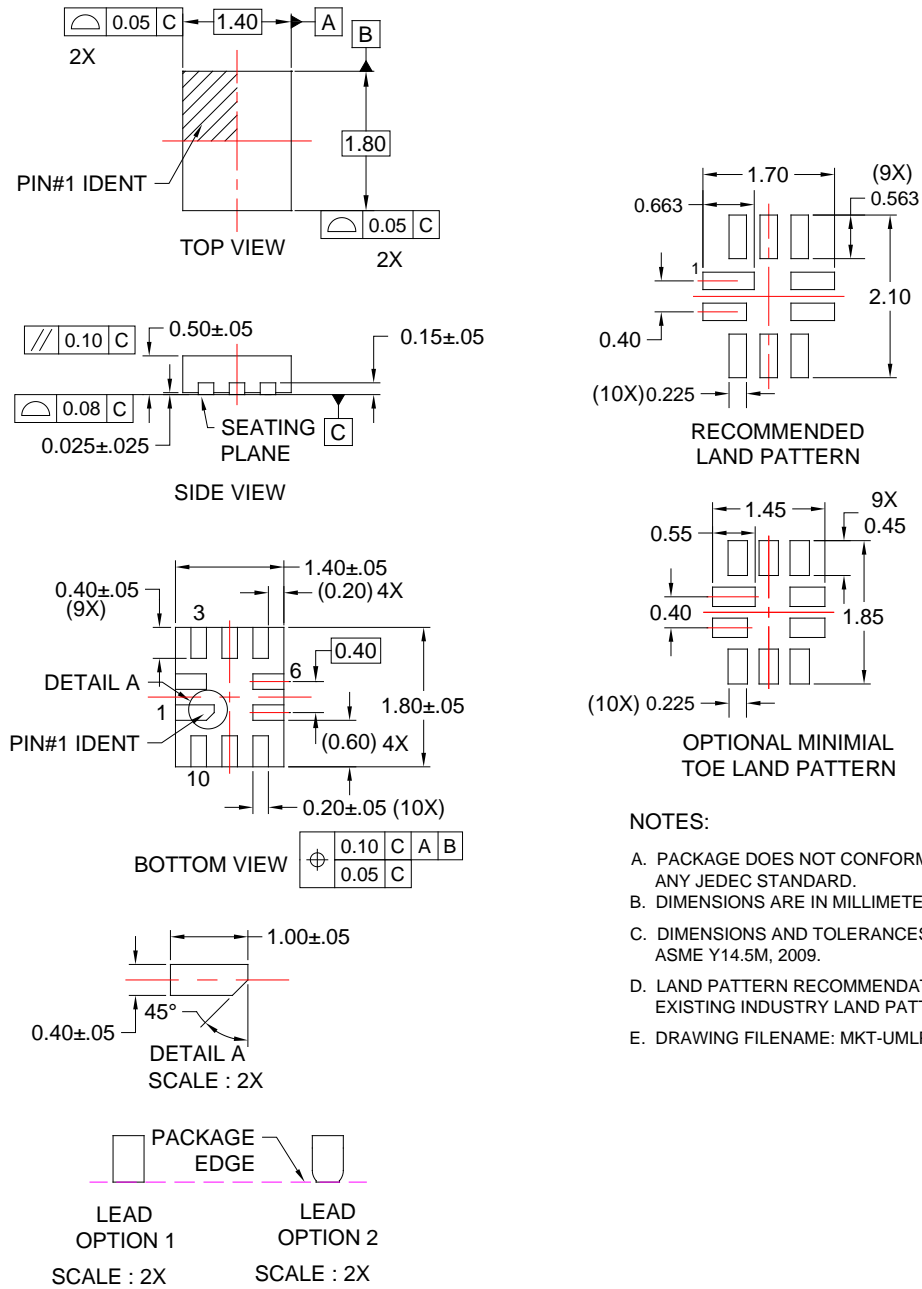 0.05 C
1.40
A
B
2X
1.80
PIN#1 IDENT
TOP VIEW
0.05 C
2X
// 0.10 C
0.50±.05
0.15±.05
0.08 C
0.025±.025
SEATING
PLANE
C
SIDE VIEW
1.40±.05
(0.20) 4X
0.40±.05
(9X)
3
0.40
6
DETAIL A
1
1.80±.05
PIN#1 IDENT
(0.60) 4X
10
0.20±.05 (10X)
BOTTOM VIEW
0.10 C A B
0.05 C
1.00±.05
0.40±.05
45°
DETAIL A
SCALE : 2X
PACKAGE
EDGE
LEAD
OPTION 1
SCALE : 2X
LEAD
OPTION 2
SCALE : 2X
1.70
(9X)
0.563
0.663
1
2.10
0.40
(10X) 0.225
RECOMMENDED
LAND PATTERN
1.45
9X
0.45
0.55
0.40
1.85
(10X) 0.225
OPTIONAL MINIMIAL
TOE LAND PATTERN
NOTES:
A. PACKAGE DOES NOT CONFORM
ANY JEDEC STANDARD.
B. DIMENSIONS ARE IN MILLIMETE
C. DIMENSIONS AND TOLERANCES
ASME Y14.5M, 2009.
D. LAND PATTERN RECOMMENDAT
EXISTING INDUSTRY LAND PATT
E. DRAWING FILENAME: MKT-UMLP